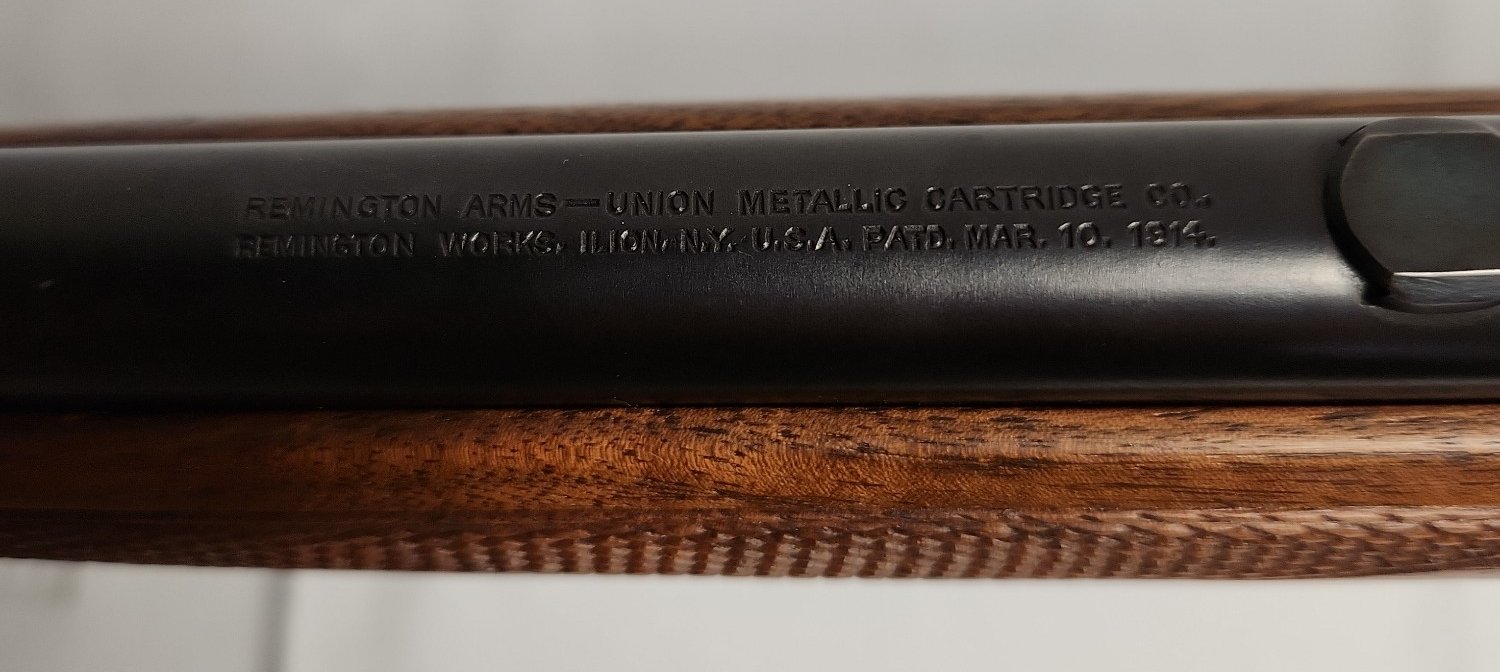 REMINGTON ARMS—UNION METALLIC CARTRIDGE CO.
REMINGTON WORKS, ILION, N.Y. U.S.A. PATD. MAR. 10. 1914.